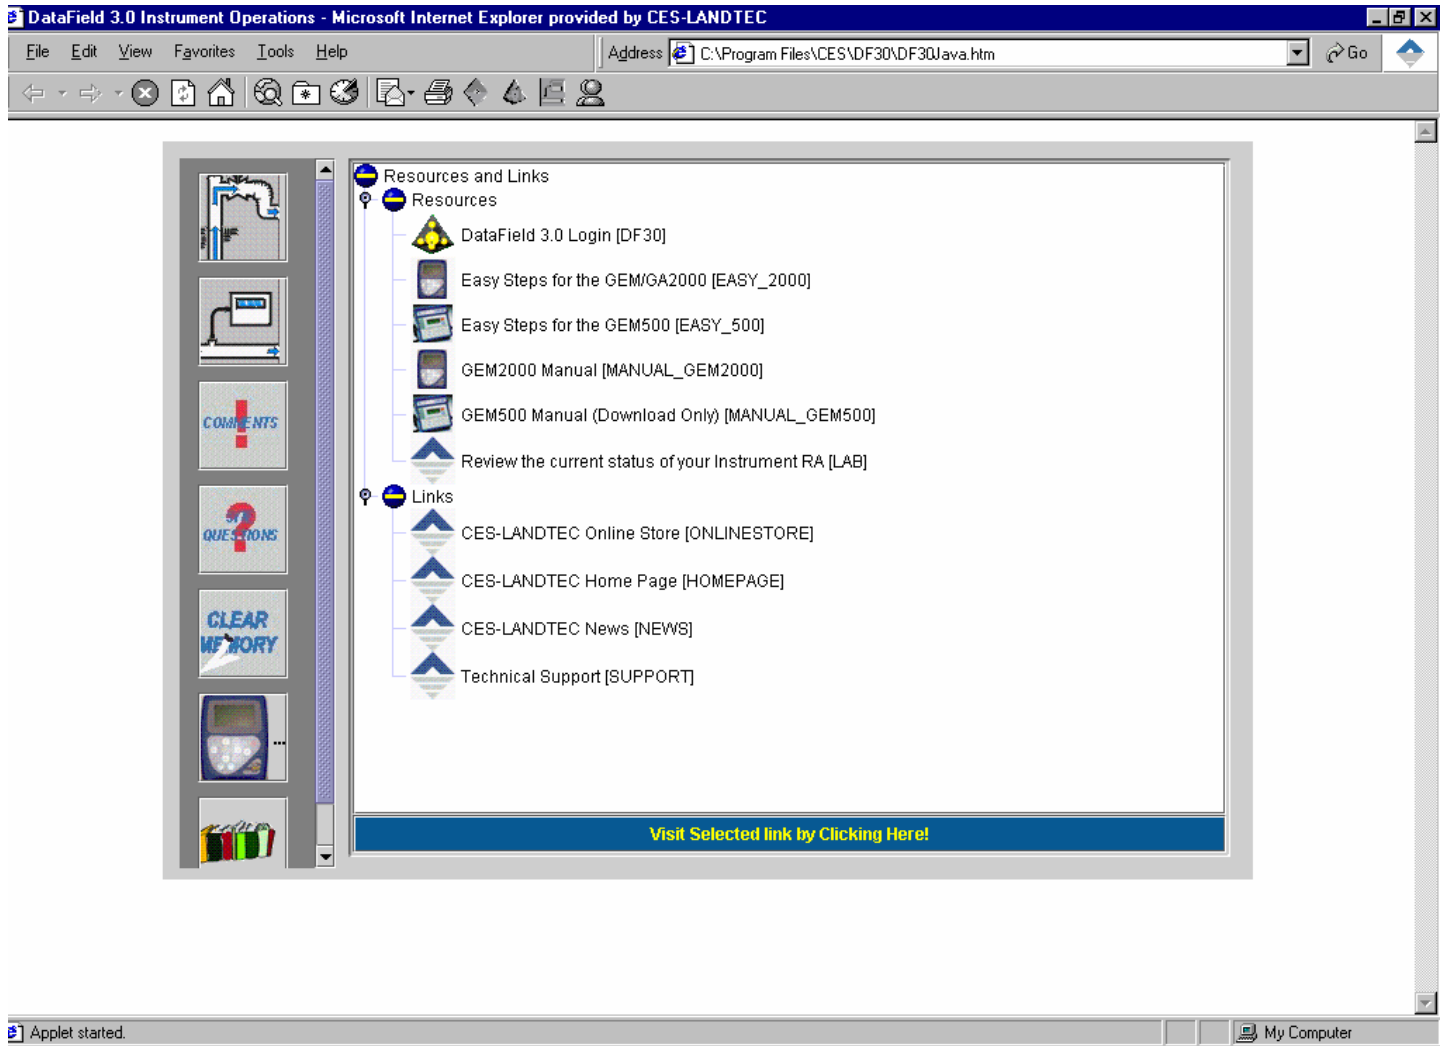 DataField 3.0 Instrument Operations - Microsoft Internet Explorer provided by CES-LANDTEC
File Edit View Favorites Tools Help
Address C:\Program Files\CES\DF30\DF30Java.htm
Go
Resources and Links
Resources
DataField 3.0 Login [DF30]
Easy Steps for the GEM/GA2000 [EASY_2000]
Easy Steps for the GEM500 [EASY_500]
GEM2000 Manual [MANUAL_GEM2000]
GEM500 Manual (Download Only) [MANUAL_GEM500]
Review the current status of your Instrument RA [LAB]
Links
CES-LANDTEC Online Store [ONLINESTORE]
CES-LANDTEC Home Page [HOMEPAGE]
CES-LANDTEC News [NEWS]
Technical Support [SUPPORT]
COMMENTS
QUESTIONS
CLEAR
MEMORY
...
Visit Selected link by Clicking Here!
Applet started.
My Computer